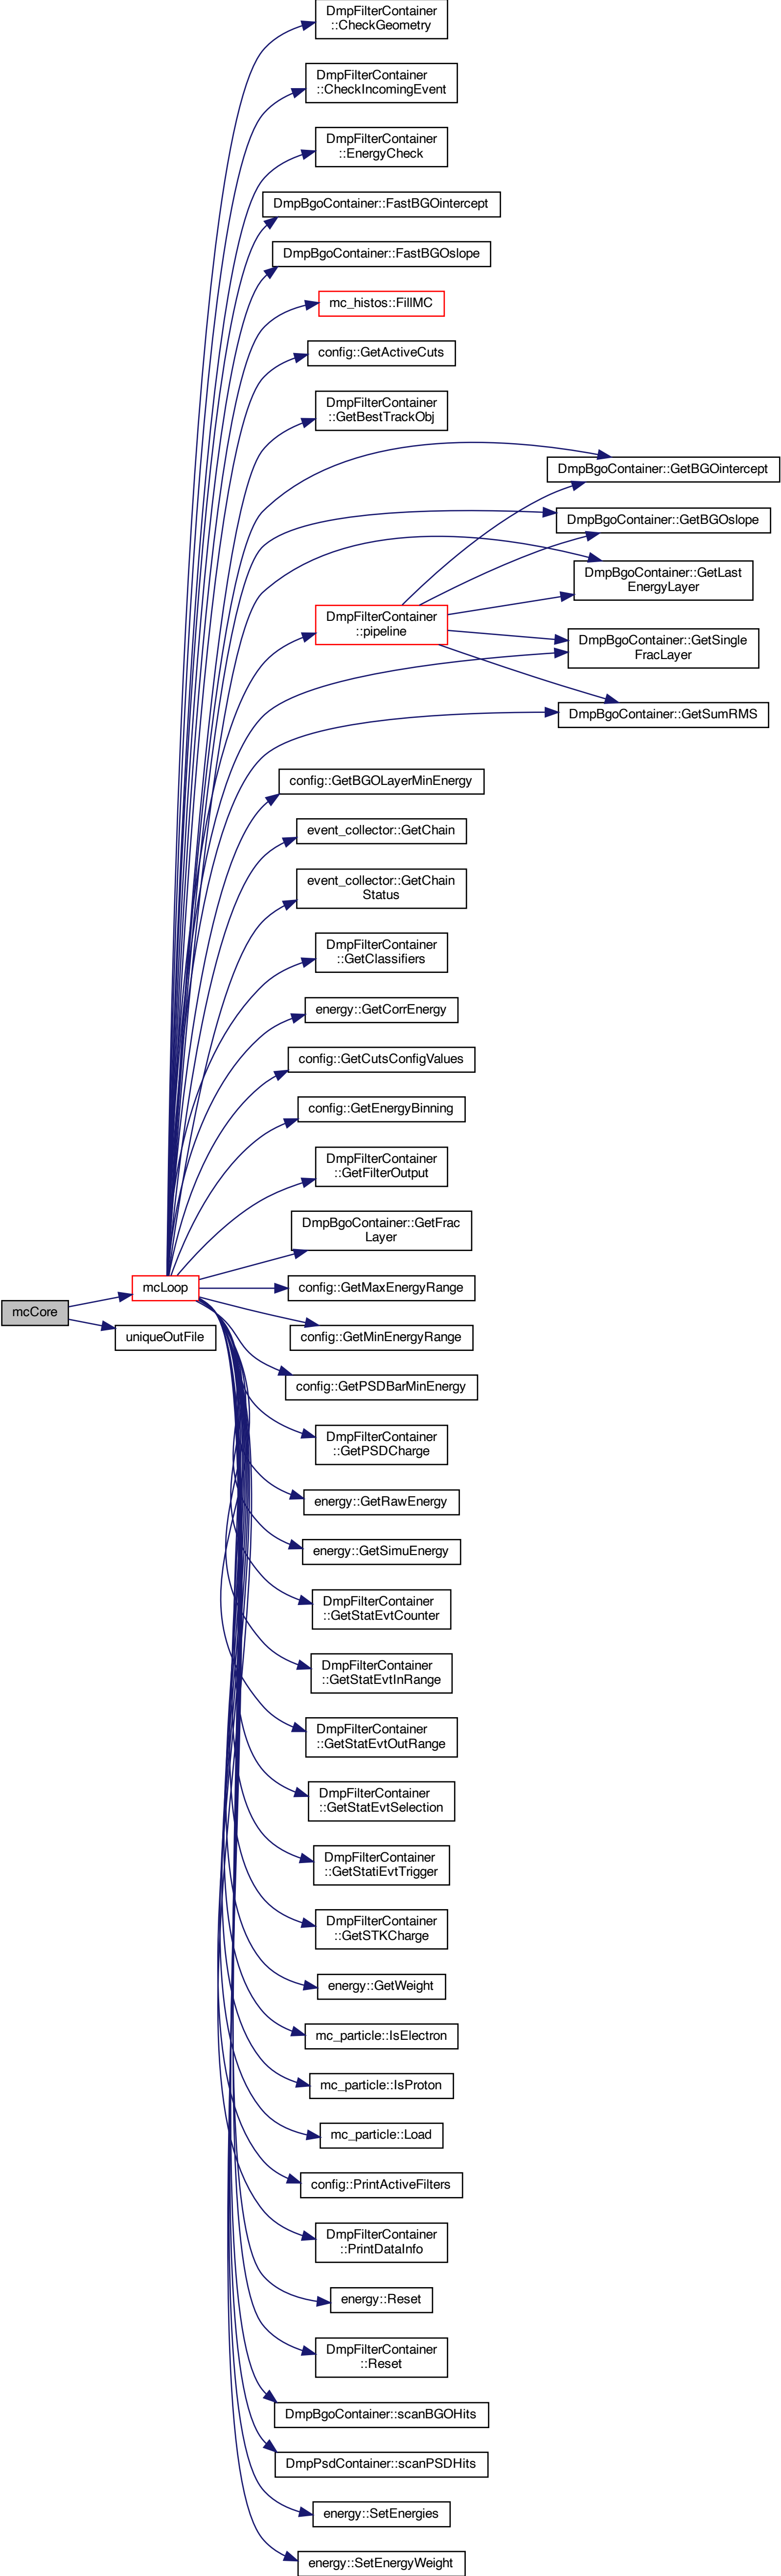 DmpFilterContainer
::CheckGeometry
DmpFilterContainer
::CheckIncomingEvent
DmpFilterContainer
::EnergyCheck
DmpBgoContainer::FastBGOintercept
DmpBgoContainer::FastBGOslope
mc_histos::FillMC
config::GetActiveCuts
DmpFilterContainer
::GetBestTrackObj
DmpBgoContainer::GetBGOintercept
DmpBgoContainer::GetBGOslope
DmpBgoContainer::GetLast
EnergyLayer
DmpFilterContainer
::pipeline
DmpBgoContainer::GetSingle
FracLayer
DmpBgoContainer::GetSumRMS
config::GetBGOLayerMinEnergy
event_collector::GetChain
event_collector::GetChain
Status
DmpFilterContainer
::GetClassifiers
energy::GetCorrEnergy
config::GetCutsConfigValues
config::GetEnergyBinning
DmpFilterContainer
::GetFilterOutput
DmpBgoContainer::GetFrac
Layer
mcLoop
config::GetMaxEnergyRange
mcCore
uniqueOutFile
config::GetMinEnergyRange
config::GetPSDBarMinEnergy
DmpFilterContainer
::GetPSDCharge
energy::GetRawEnergy
energy::GetSimuEnergy
DmpFilterContainer
::GetStatEvtCounter
DmpFilterContainer
::GetStatEvtInRange
DmpFilterContainer
::GetStatEvtOutRange
DmpFilterContainer
::GetStatEvtSelection
DmpFilterContainer
::GetStatiEvtTrigger
DmpFilterContainer
::GetSTKCharge
energy::GetWeight
mc_particle::IsElectron
mc_particle::IsProton
mc_particle::Load
config::PrintActiveFilters
DmpFilterContainer
::PrintDataInfo
energy::Reset
DmpFilterContainer
::Reset
DmpBgoContainer::scanBGOHits
DmpPsdContainer::scanPSDHits
energy::SetEnergies
energy::SetEnergyWeight